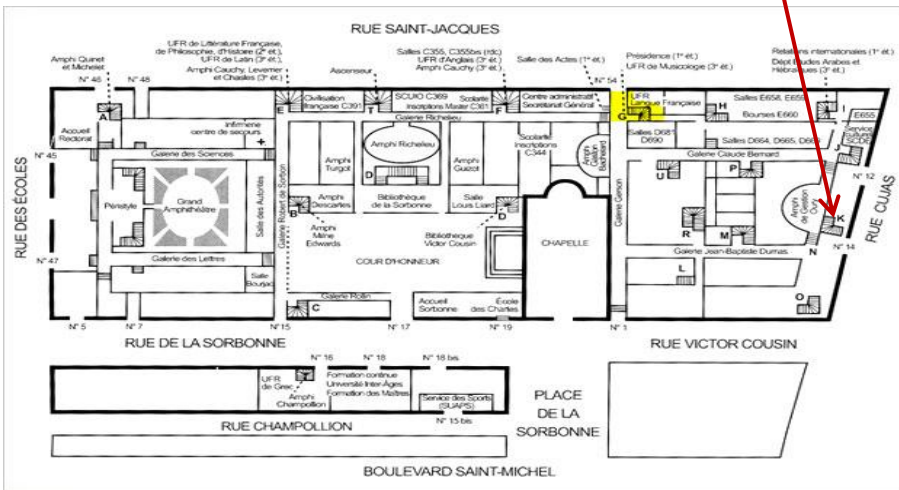 RUE SAINT-JACQUES
UFR de Littérature Française,
de Philosophie, d'Histoire (2e ét.),
UFR de Latin (3e ét.),
Amphi Cauchy, Leverrier
et Chasles (3e ét.)
Amphi Quinet
et Michelet
N° 46
N° 48
Ascenseur
Salles C355, C355bis (rdc)
UFR d'Anglais (3e ét.)
Amphi Cauchy (3e ét.)
Salle des Actes (1er ét.)
N° 54
Présidence (1er ét.)
UFR de Musicologie (3e ét.)
Relations internationales (1er ét.)
Dépt Etudes Arabes et
Hébraïques (3e ét.)
A
E
Civilisation
française C391
T
SCUIO C369
Inscriptions Master C361
Scolarité
F
Centre administratif
Secrétariat Général
G
UFR
Langue Française
H
Salles E658, E659
Bourses E660
I
E655
Galerie Richelieu
Accueil
Rectorat
Infirmerie
centre de secours
+
N° 45
Galerie des Sciences
Amphi
Turgot
Amphi Richelieu
D
Amphi
Guizot
Scolarité
Inscriptions
C344
Amphi
Gaston
Bachelard
Salles D681
D690
Salles D664, D665,
Service
SCDE
J
Galerie Claude Bernard
U
P
N° 12
RUE DES ÉCOLES
Péristyle
Grand
Amphithéâtre
Salle des Autorités
Galerie Robert de Sorbon
Amphi
Descartes
B
Bibliothèque
de la Sorbonne
Salle
Louis Liard
D
Galerie Gerson
Amphi
de Gestion
Oury
K
RUE CUJAS
Amphi
Milne
Edwards
Bibliothèque
Victor Cousin
CHAPELLE
R
M
N
N° 14
N° 47
Galerie des Lettres
COUR D'HONNEUR
Galerie Jean-Baptiste Dumas
Salle
Bourjac
L
Galerie Rollin
C
Accueil
Sorbonne
École
des Chartes
O
N° 5
N° 7
N° 15
N° 17
N° 19
N° 1
RUE DE LA SORBONNE
RUE VICTOR COUSIN
N° 16
N° 18
N° 18 bis
UFR
de Grec
Amphi
Champollion
Formation continue
Université Inter-Âges
Formation des Maîtres
Service des Sports
(SUAPS)
N° 15 bis
PLACE
DE LA
SORBONNE
RUE CHAMPOLLION
BOULEVARD SAINT-MICHEL